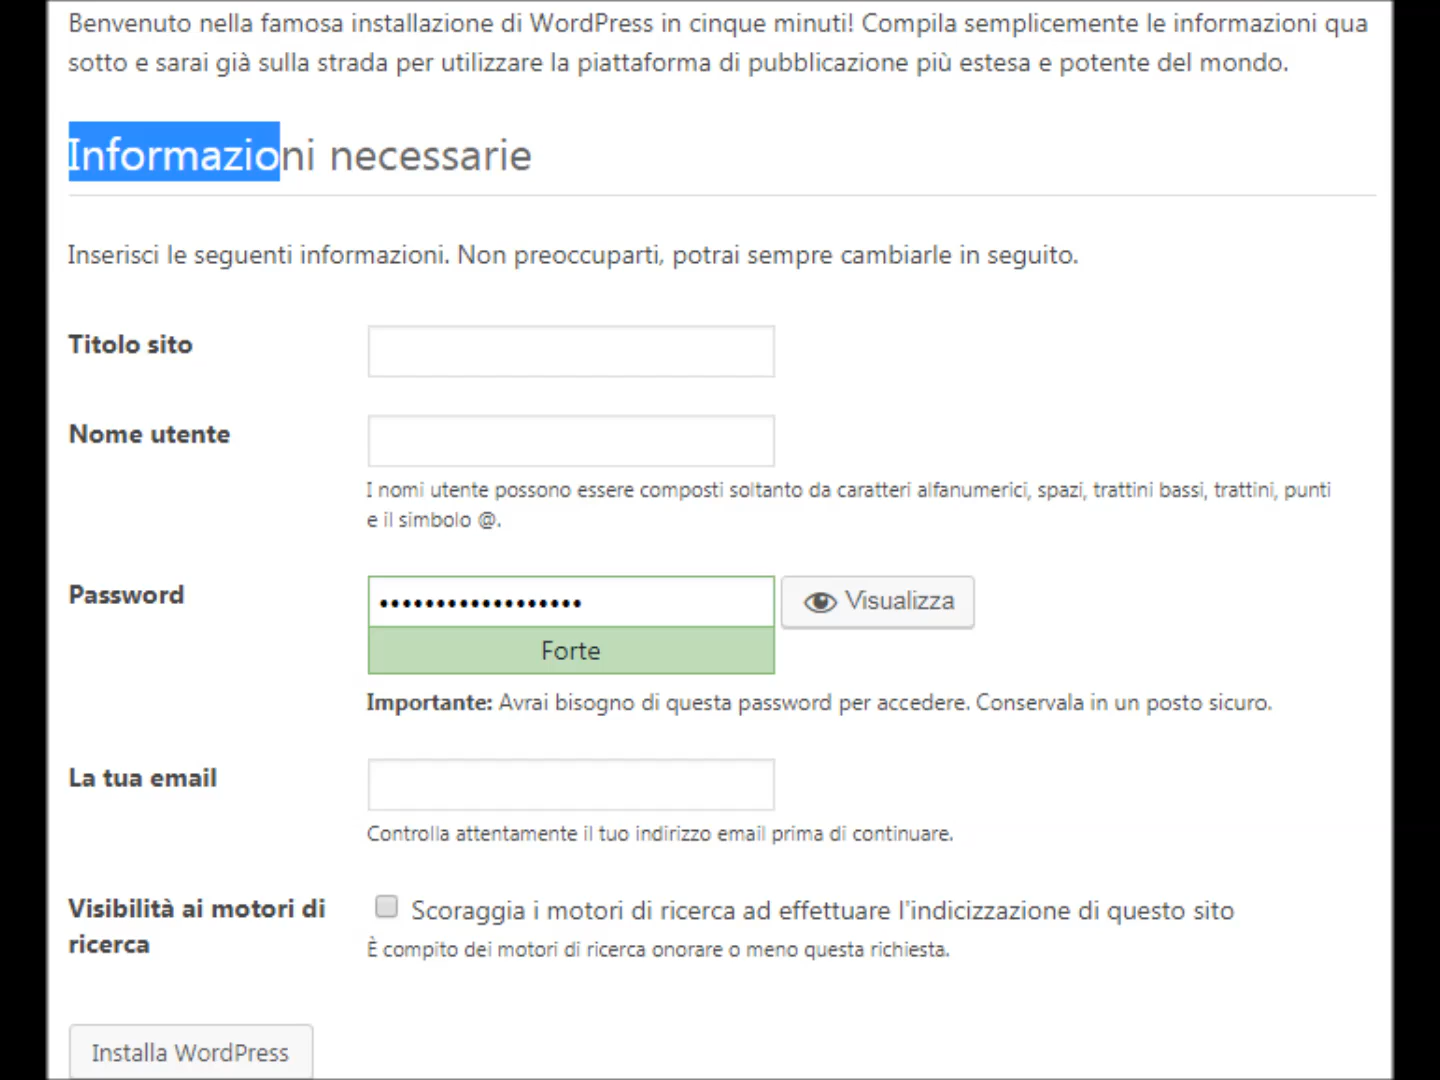 Benvenuto nella famosa installazione di WordPress in cinque minuti! Compila semplicemente le informazioni qua
sotto e sarai già sulla strada per utilizzare la piattaforma di pubblicazione più estesa e potente del mondo.
Informazioni necessarie
Inserisci le seguenti informazioni. Non preoccuparti, potrai sempre cambiarle in seguito.
Titolo sito
Nome utente
I nomi utente possono essere composti soltanto da caratteri alfanumerici, spazi, trattini bassi, trattini, punti
e il simbolo @.
Password
••••••••••••••••••
Visualizza
Forte
Importante: Avrai bisogno di questa password per accedere. Conservala in un posto sicuro.
La tua email
Controlla attentamente il tuo indirizzo email prima di continuare.
Visibilità ai motori di
ricerca
Scoraggia i motori di ricerca ad effettuare l'indicizzazione di questo sito
È compito dei motori di ricerca onorare o meno questa richiesta.
Installa WordPress